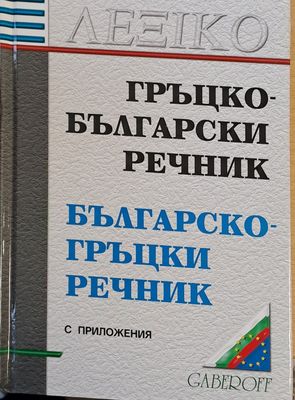 ΛΕΞΙΚΟ
ГРЪЦКО-
БЪЛГАРСКИ
РЕЧНИК
БЪЛГАРСКО-
ГРЪЦКИ
РЕЧНИК
С ПРИЛОЖЕНИЯ
GABEROFF